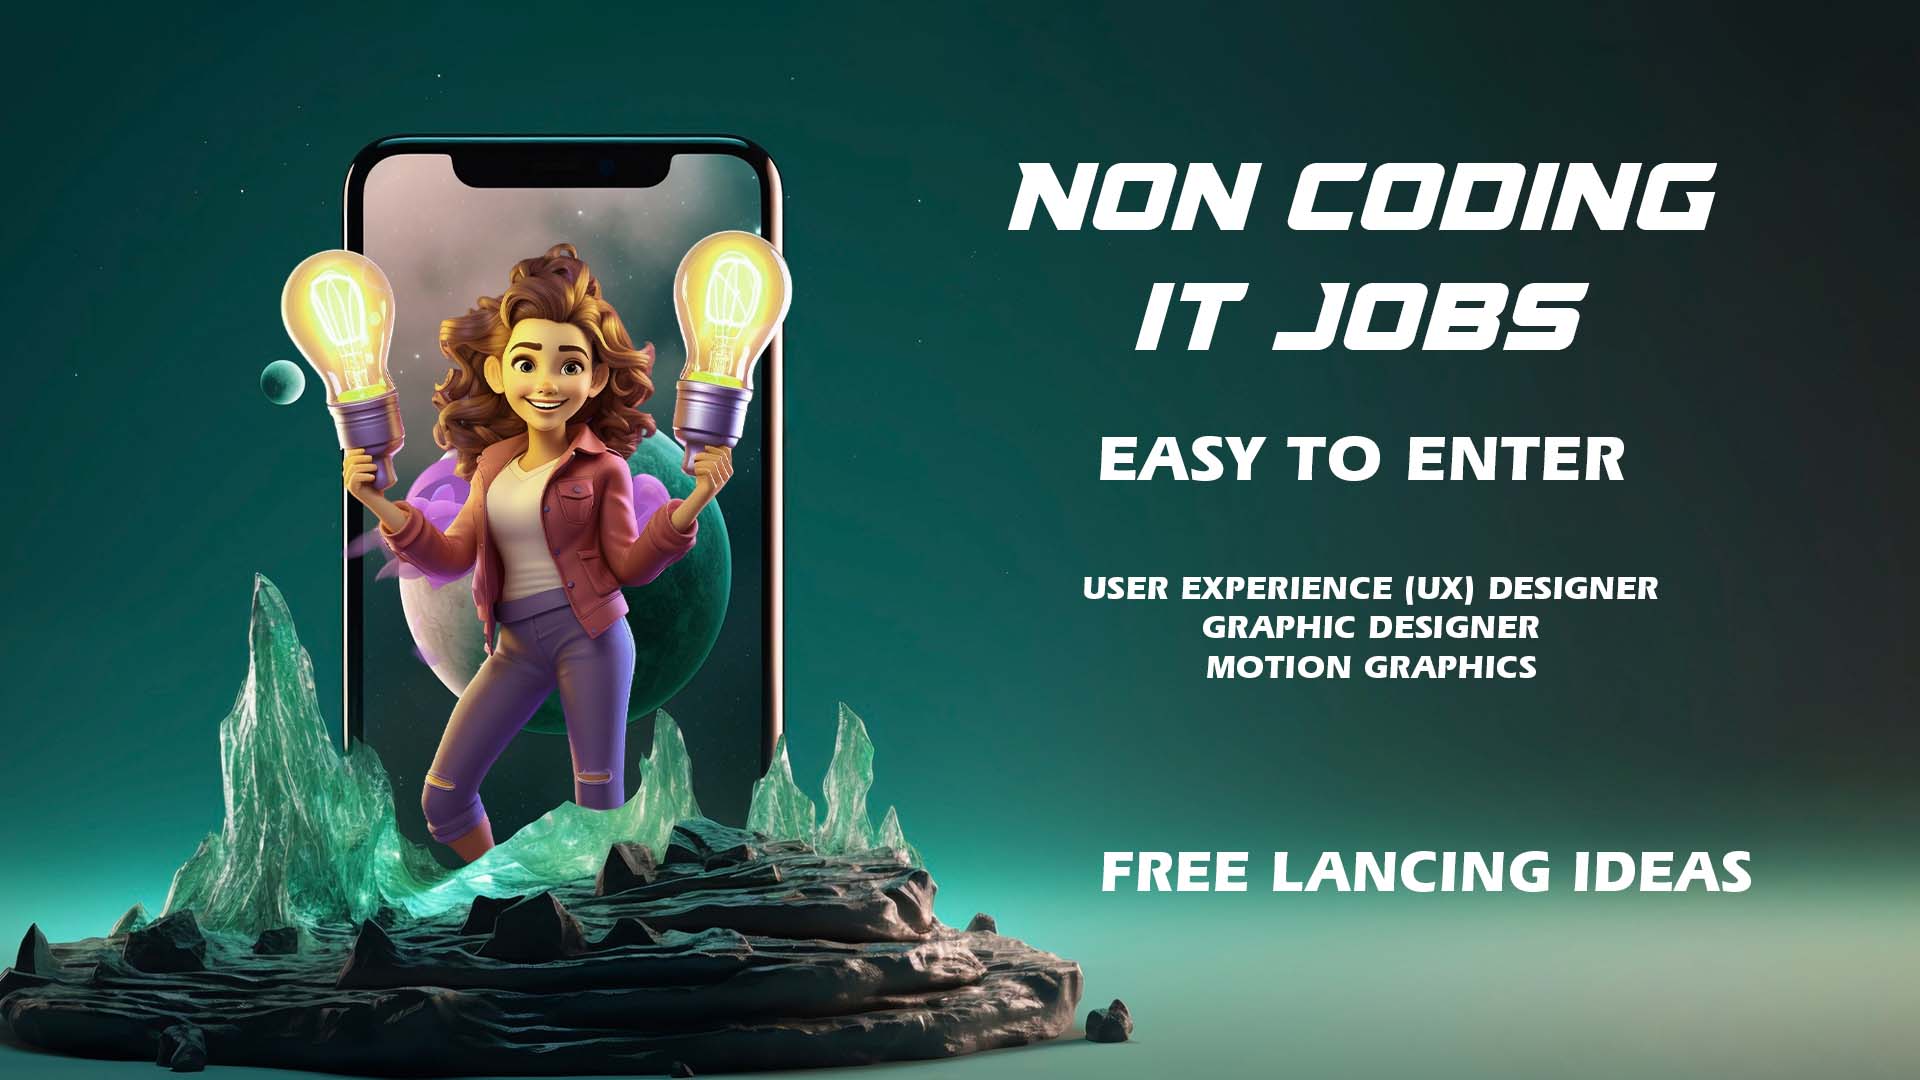 NON CODING
IT JOBS
EASY TO ENTER
USER EXPERIENCE (UX) DESIGNER
GRAPHIC DESIGNER
MOTION GRAPHICS
FREE LANCING IDEAS